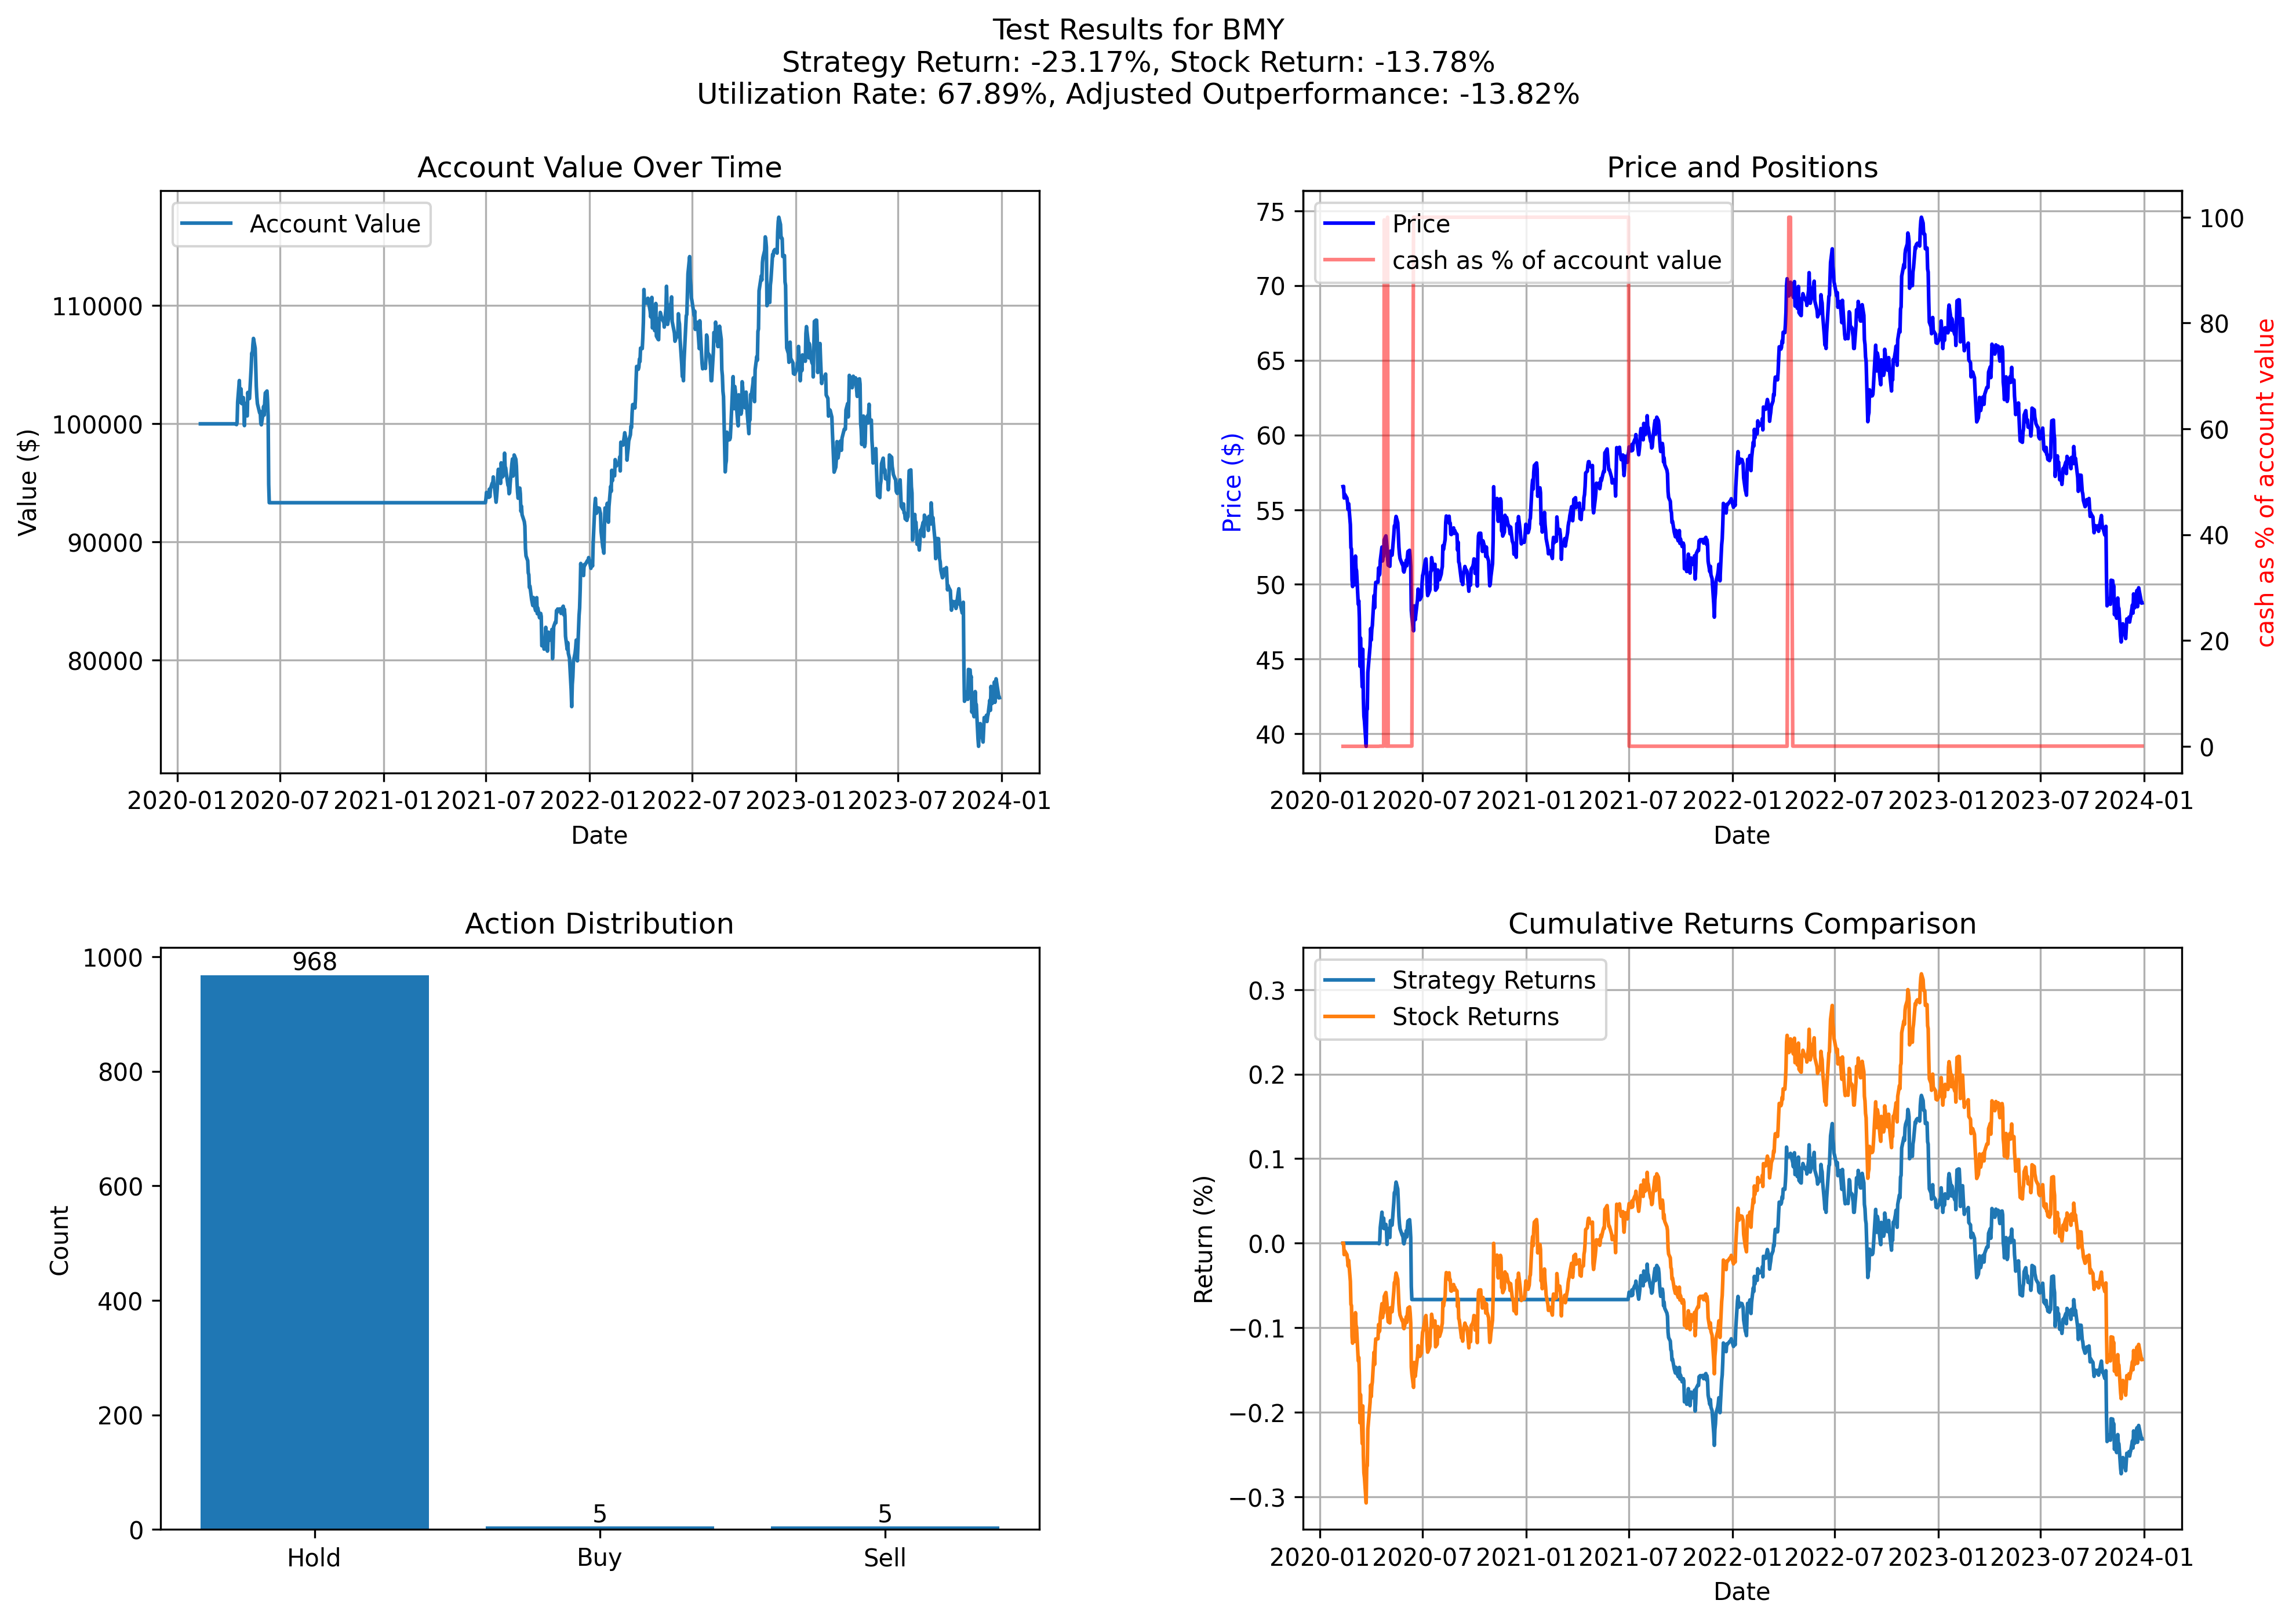 Test Results for BMY
Strategy Return: -23.17%, Stock Return: -13.78%
Utilization Rate: 67.89%, Adjusted Outperformance: -13.82%
Account Value Over Time
Account Value
110000
100000
90000
80000
Value ($)
2020-01 2020-07 2021-01 2021-07 2022-01 2022-07 2023-01 2023-07 2024-01
Date
Price and Positions
Price
cash as % of account value
75
70
65
60
55
50
45
40
Price ($)
100
80
60
40
20
0
cash as % of account value
2020-01 2020-07 2021-01 2021-07 2022-01 2022-07 2023-01 2023-07 2024-01
Date
Action Distribution
1000
800
600
400
200
0
Count
968
5
5
Hold Buy Sell
Cumulative Returns Comparison
Strategy Returns
Stock Returns
0.3
0.2
0.1
0.0
−0.1
−0.2
−0.3
Return (%)
2020-01 2020-07 2021-01 2021-07 2022-01 2022-07 2023-01 2023-07 2024-01
Date